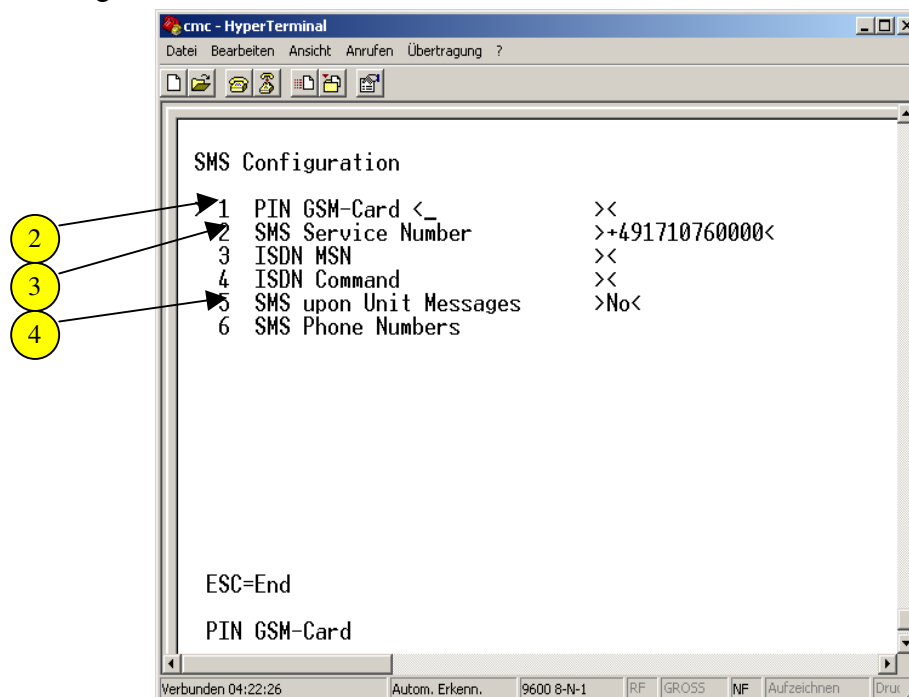 cmc - HyperTerminal
Datei Bearbeiten Ansicht Anrufen Übertragung ?
SMS Configuration
1 PIN GSM-Card <_ ><
2 SMS Service Number >+491710760000<
3 ISDN MSN ><
4 ISDN Command ><
5 SMS upon Unit Messages >No<
6 SMS Phone Numbers
2
3
4
ESC=End
PIN GSM-Card
Verbunden 04:22:26 Autom. Erkenn. 9600 8-N-1 RF GROSS NF Aufzeichnen